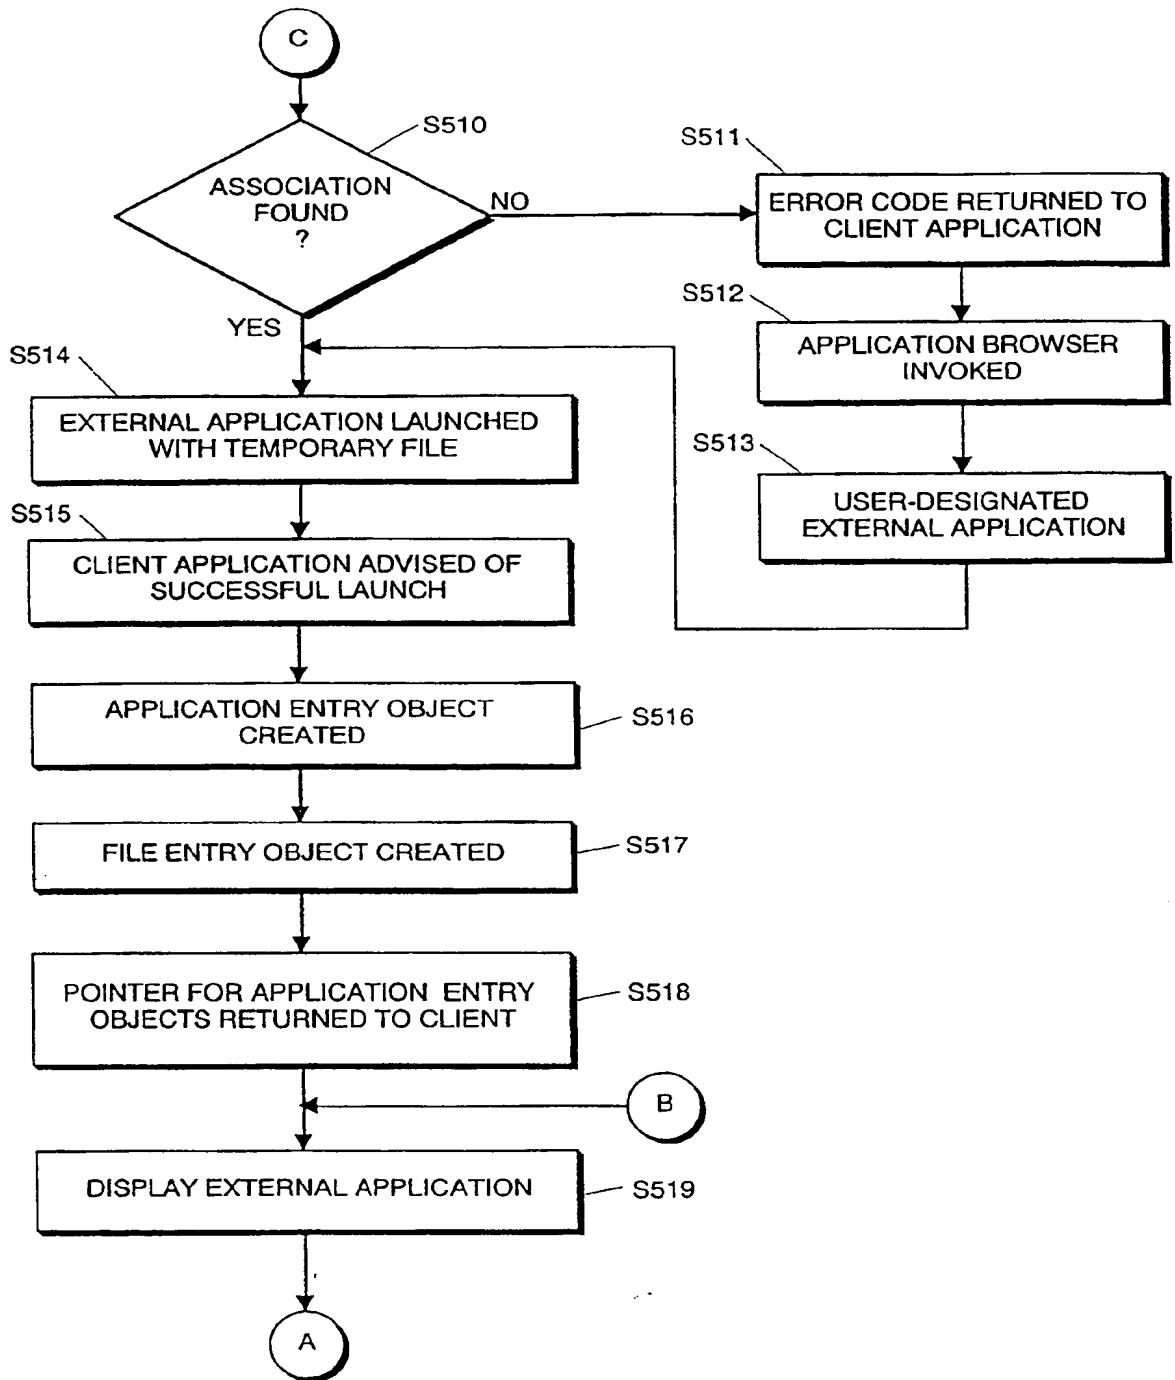 C
S510
ASSOCIATION
FOUND
?
NO
YES
S511
ERROR CODE RETURNED TO
CLIENT APPLICATION
S512
APPLICATION BROWSER
INVOKED
S513
USER-DESIGNATED
EXTERNAL APPLICATION
S514
EXTERNAL APPLICATION LAUNCHED
WITH TEMPORARY FILE
S515
CLIENT APPLICATION ADVISED OF
SUCCESSFUL LAUNCH
APPLICATION ENTRY OBJECT
CREATED
S516
FILE ENTRY OBJECT CREATED
S517
POINTER FOR APPLICATION ENTRY
OBJECTS RETURNED TO CLIENT
S518
B
DISPLAY EXTERNAL APPLICATION
S519
A